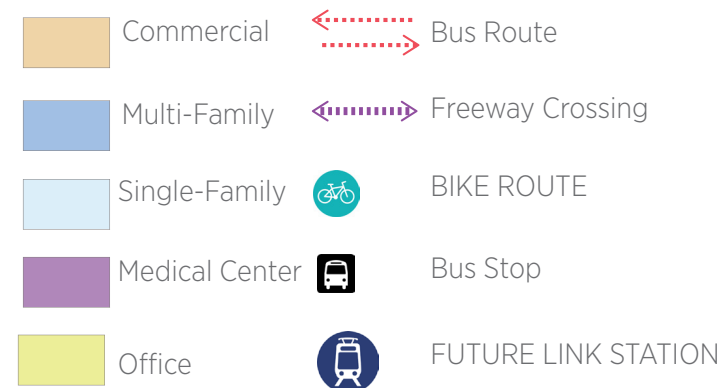 Commercial
Bus Route
Multi-Family
Freeway Crossing
Single-Family
BIKE ROUTE
Medical Center
Bus Stop
Office
FUTURE LINK STATION